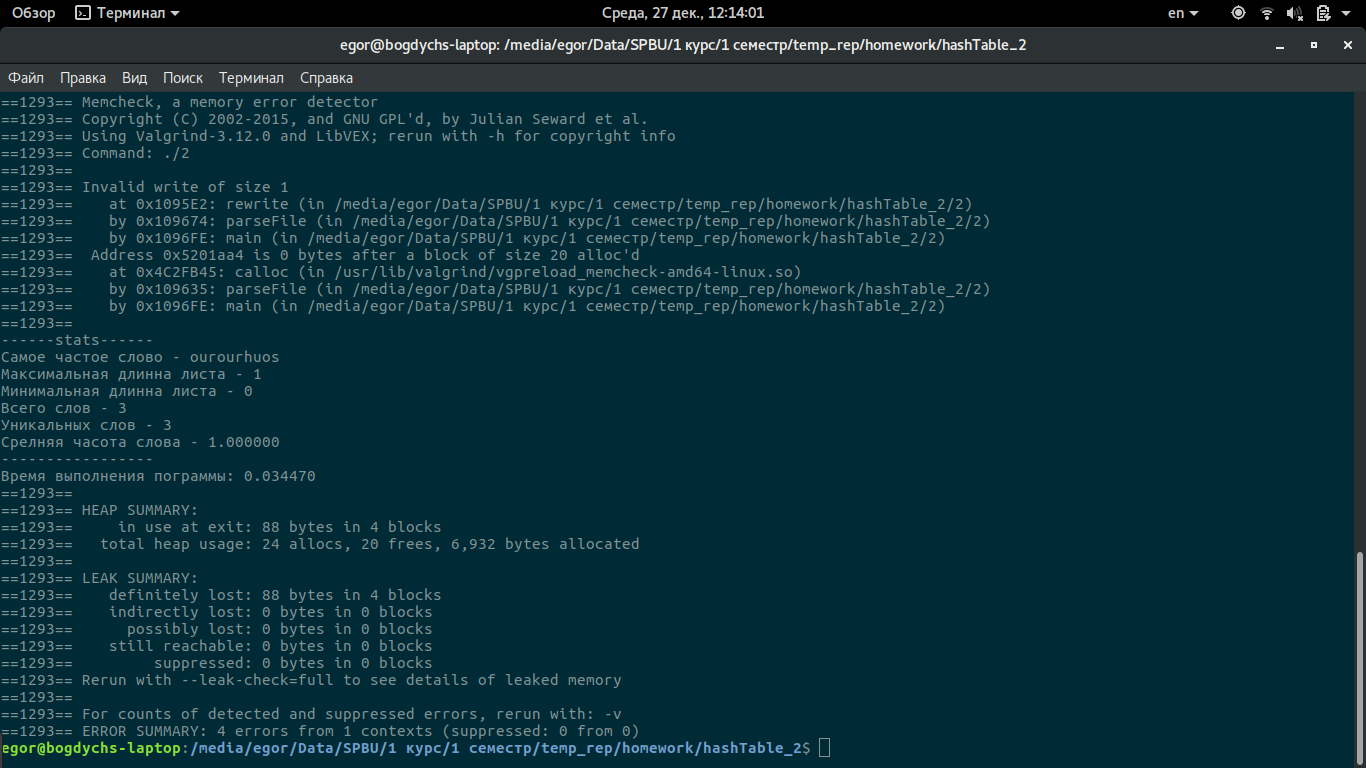 Обзор Терминал Среда, 27 дек., 12:14:01 en
egor@bogdychs-laptop: /media/egor/Data/SPBU/1 курс/1 семестр/temp_rep/homework/hashTable_2
Файл Правка Вид Поиск Терминал Справка
==1293== Memcheck, a memory error detector
==1293== Copyright (C) 2002-2015, and GNU GPL'd, by Julian Seward et al.
==1293== Using Valgrind-3.12.0 and LibVEX; rerun with -h for copyright info
==1293== Command: ./2
==1293==
==1293== Invalid write of size 1
==1293==    at 0x1095E2: rewrite (in /media/egor/Data/SPBU/1 курс/1 семестр/temp_rep/homework/hashTable_2/2)
==1293==    by 0x109674: parseFile (in /media/egor/Data/SPBU/1 курс/1 семестр/temp_rep/homework/hashTable_2/2)
==1293==    by 0x1096FE: main (in /media/egor/Data/SPBU/1 курс/1 семестр/temp_rep/homework/hashTable_2/2)
==1293==  Address 0x5201aa4 is 0 bytes after a block of size 20 alloc'd
==1293==    at 0x4C2FB45: calloc (in /usr/lib/valgrind/vgpreload_memcheck-amd64-linux.so)
==1293==    by 0x109635: parseFile (in /media/egor/Data/SPBU/1 курс/1 семестр/temp_rep/homework/hashTable_2/2)
==1293==    by 0x1096FE: main (in /media/egor/Data/SPBU/1 курс/1 семестр/temp_rep/homework/hashTable_2/2)
==1293==
------stats------
Самое частое слово - ourourhuos
Максимальная длинна листа - 1
Минимальная длинна листа - 0
Всего слов - 3
Уникальных слов - 3
Срелняя часота слова - 1.000000
-----------------
Время выполнения пограммы: 0.034470
==1293==
==1293== HEAP SUMMARY:
==1293==     in use at exit: 88 bytes in 4 blocks
==1293==   total heap usage: 24 allocs, 20 frees, 6,932 bytes allocated
==1293==
==1293== LEAK SUMMARY:
==1293==    definitely lost: 88 bytes in 4 blocks
==1293==    indirectly lost: 0 bytes in 0 blocks
==1293==      possibly lost: 0 bytes in 0 blocks
==1293==    still reachable: 0 bytes in 0 blocks
==1293==         suppressed: 0 bytes in 0 blocks
==1293== Rerun with --leak-check=full to see details of leaked memory
==1293==
==1293== For counts of detected and suppressed errors, rerun with: -v
==1293== ERROR SUMMARY: 4 errors from 1 contexts (suppressed: 0 from 0)
egor@bogdychs-laptop:/media/egor/Data/SPBU/1 курс/1 семестр/temp_rep/homework/hashTable_2$